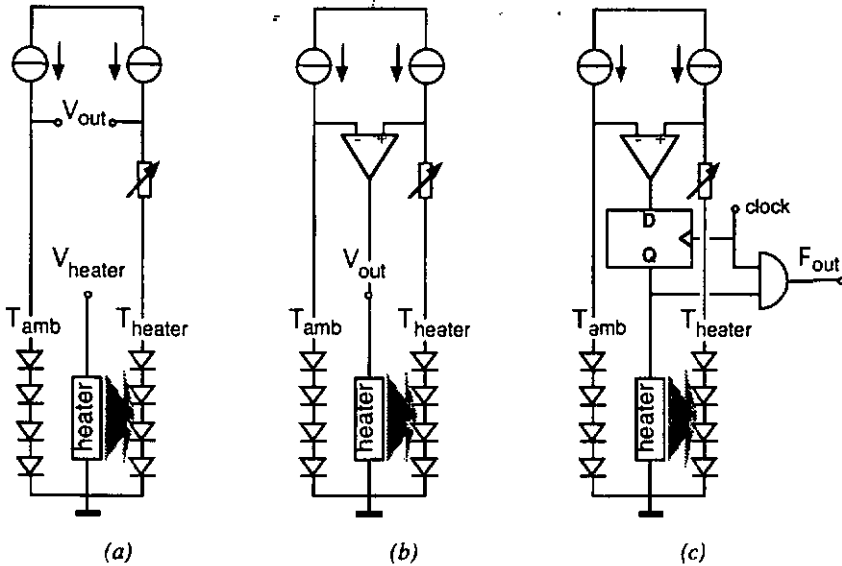 V_out
V_heater
T_amb
T_heater
heater
(a)
- +
V_out
T_amb
T_heater
heater
(b)
- +
D
Q
clock
F_out
T_amb
T_heater
heater
(c)